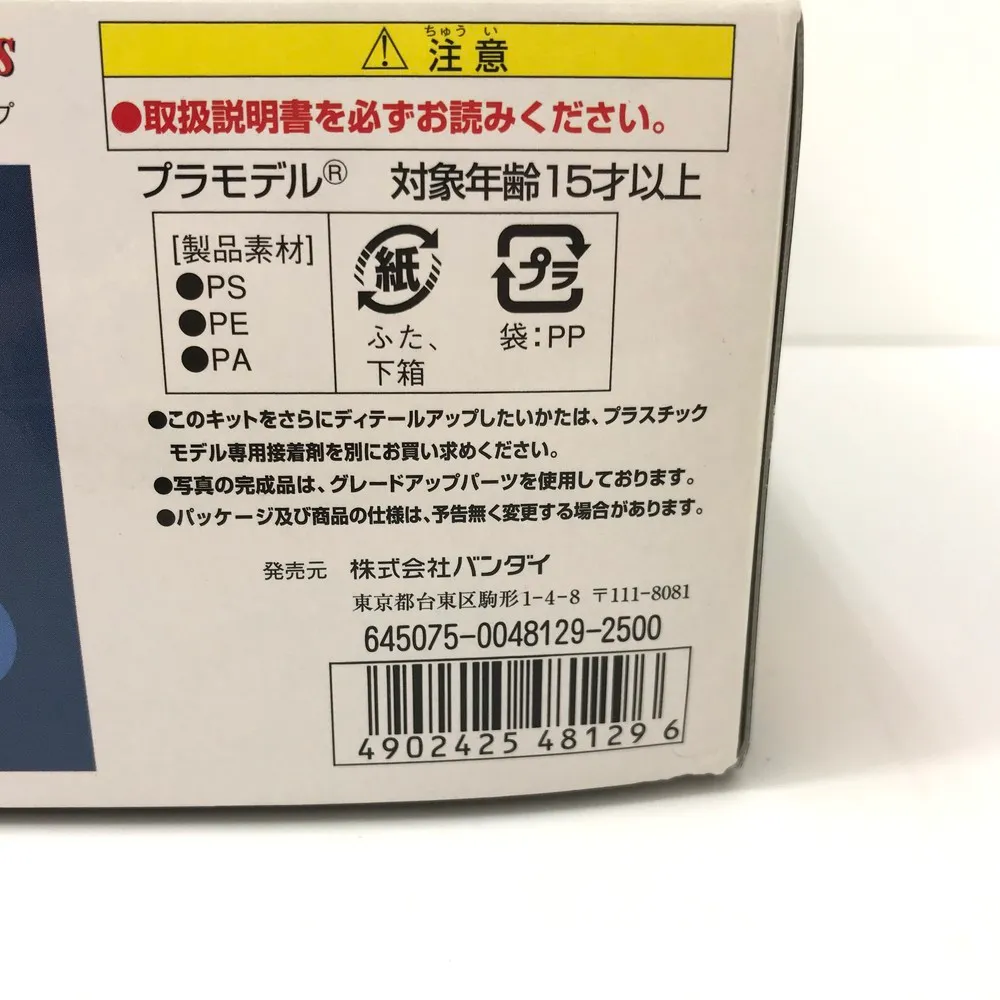 S
プ
ちゅう い
注意
●取扱説明書を必ずお読みください。
プラモデル® 対象年齢15才以上
[製品素材]
●PS
●PE
●PA
紙
ふた、
下箱
プラ
袋:PP
●このキットをさらにディテールアップしたいかたは、プラスチック
モデル専用接着剤を別にお買い求めください。
●写真の完成品は、グレードアップパーツを使用しております。
●パッケージ及び商品の仕様は、予告無く変更する場合があります。
発売元 株式会社バンダイ
東京都台東区駒形1-4-8 〒111-8081
645075-0048129-2500
4902425 481296